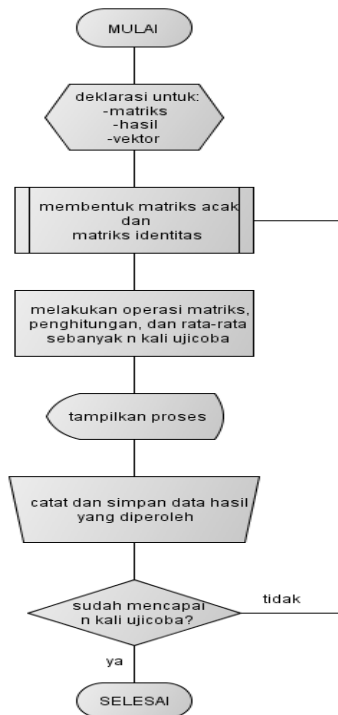 MULAI
deklarasi untuk:
-matriks
-hasil
-vektor
membentuk matriks acak
dan
matriks identitas
melakukan operasi matriks,
penghitungan, dan rata-rata
sebanyak n kali ujicoba
tampilkan proses
catat dan simpan data hasil
yang diperoleh
sudah mencapai
n kali ujicoba?
tidak
ya
SELESAI